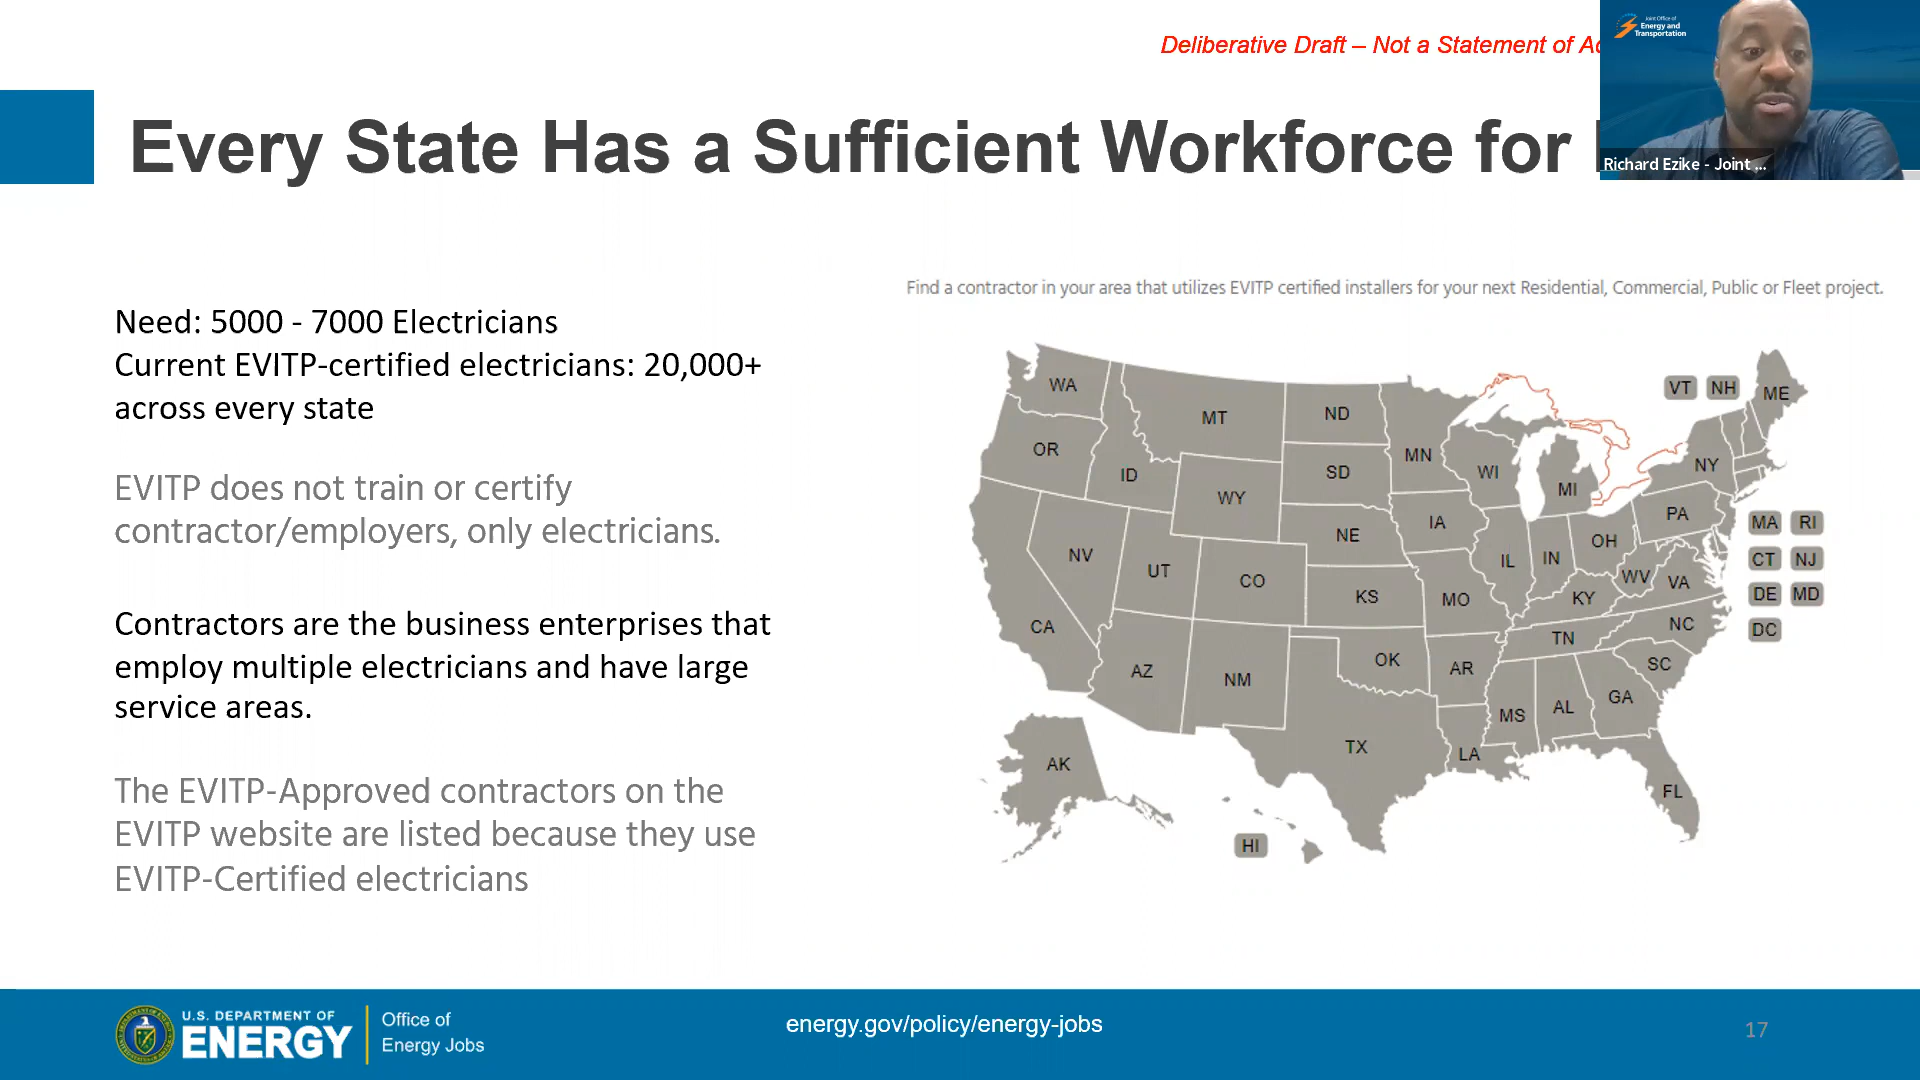 Deliberative Draft – Not a Statement of
Joint Office of
Energy and
Transportation
Every State Has a Sufficient Workforce for
Richard Ezike - Joint ...
Find a contractor in your area that utilizes EVITP certified installers for your next Residential, Commercial, Public or Fleet project.
Need: 5000 - 7000 Electricians
Current EVITP-certified electricians: 20,000+
across every state
EVITP does not train or certify
contractor/employers, only electricians.
Contractors are the business enterprises that
employ multiple electricians and have large
service areas.
The EVITP-Approved contractors on the
EVITP website are listed because they use
EVITP-Certified electricians
WA
MT
ND
MN
VT NH
ME
OR
ID
SD
WI
NY
WY
MI
IA
PA
MA RI
NE
NV
UT
CO
IL
IN
OH
CT NJ
WV
VA
KS
MO
KY
DE MD
CA
NC
DC
TN
AZ
NM
OK
AR
SC
MS
AL
GA
TX
LA
AK
FL
HI
U.S. DEPARTMENT OF
ENERGY
Office of
Energy Jobs
energy.gov/policy/energy-jobs
17